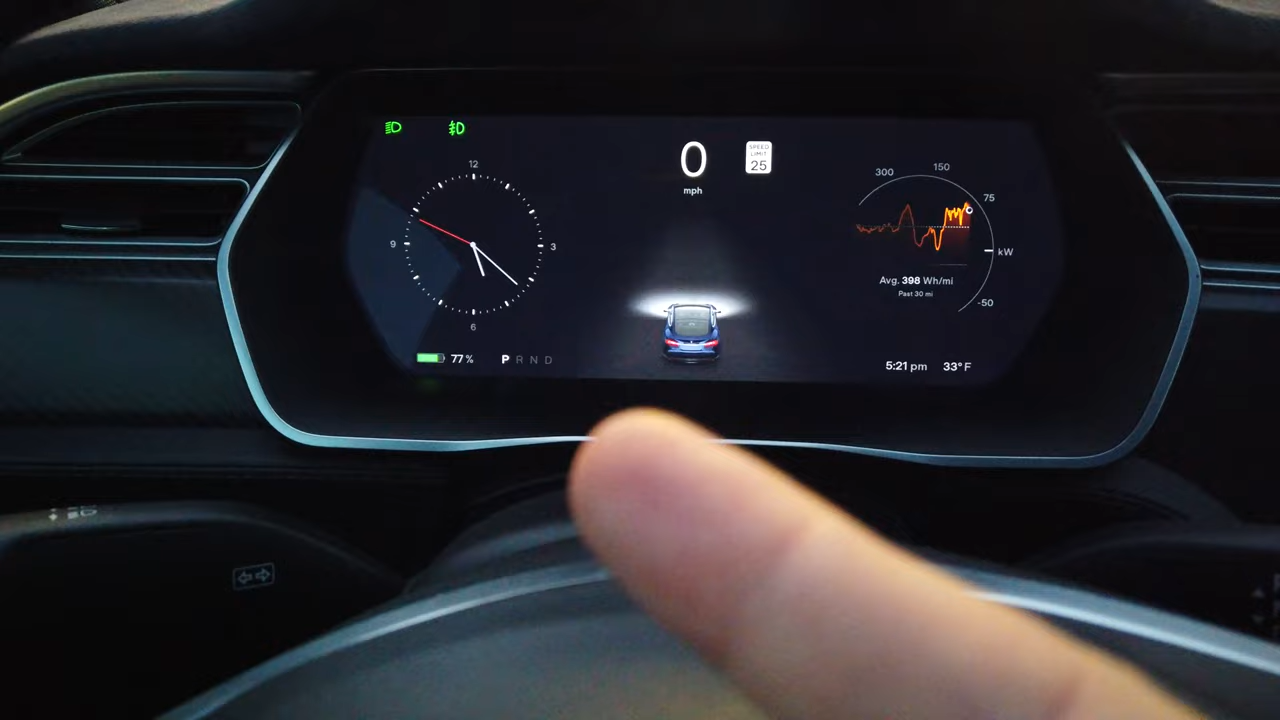 12
9
3
6
77 %
P R N D
0
mph
SPEED
LIMIT
25
300
150
75
kW
-50
Avg. 398 Wh/mi
Past 30 mi
5:21 pm 33°F